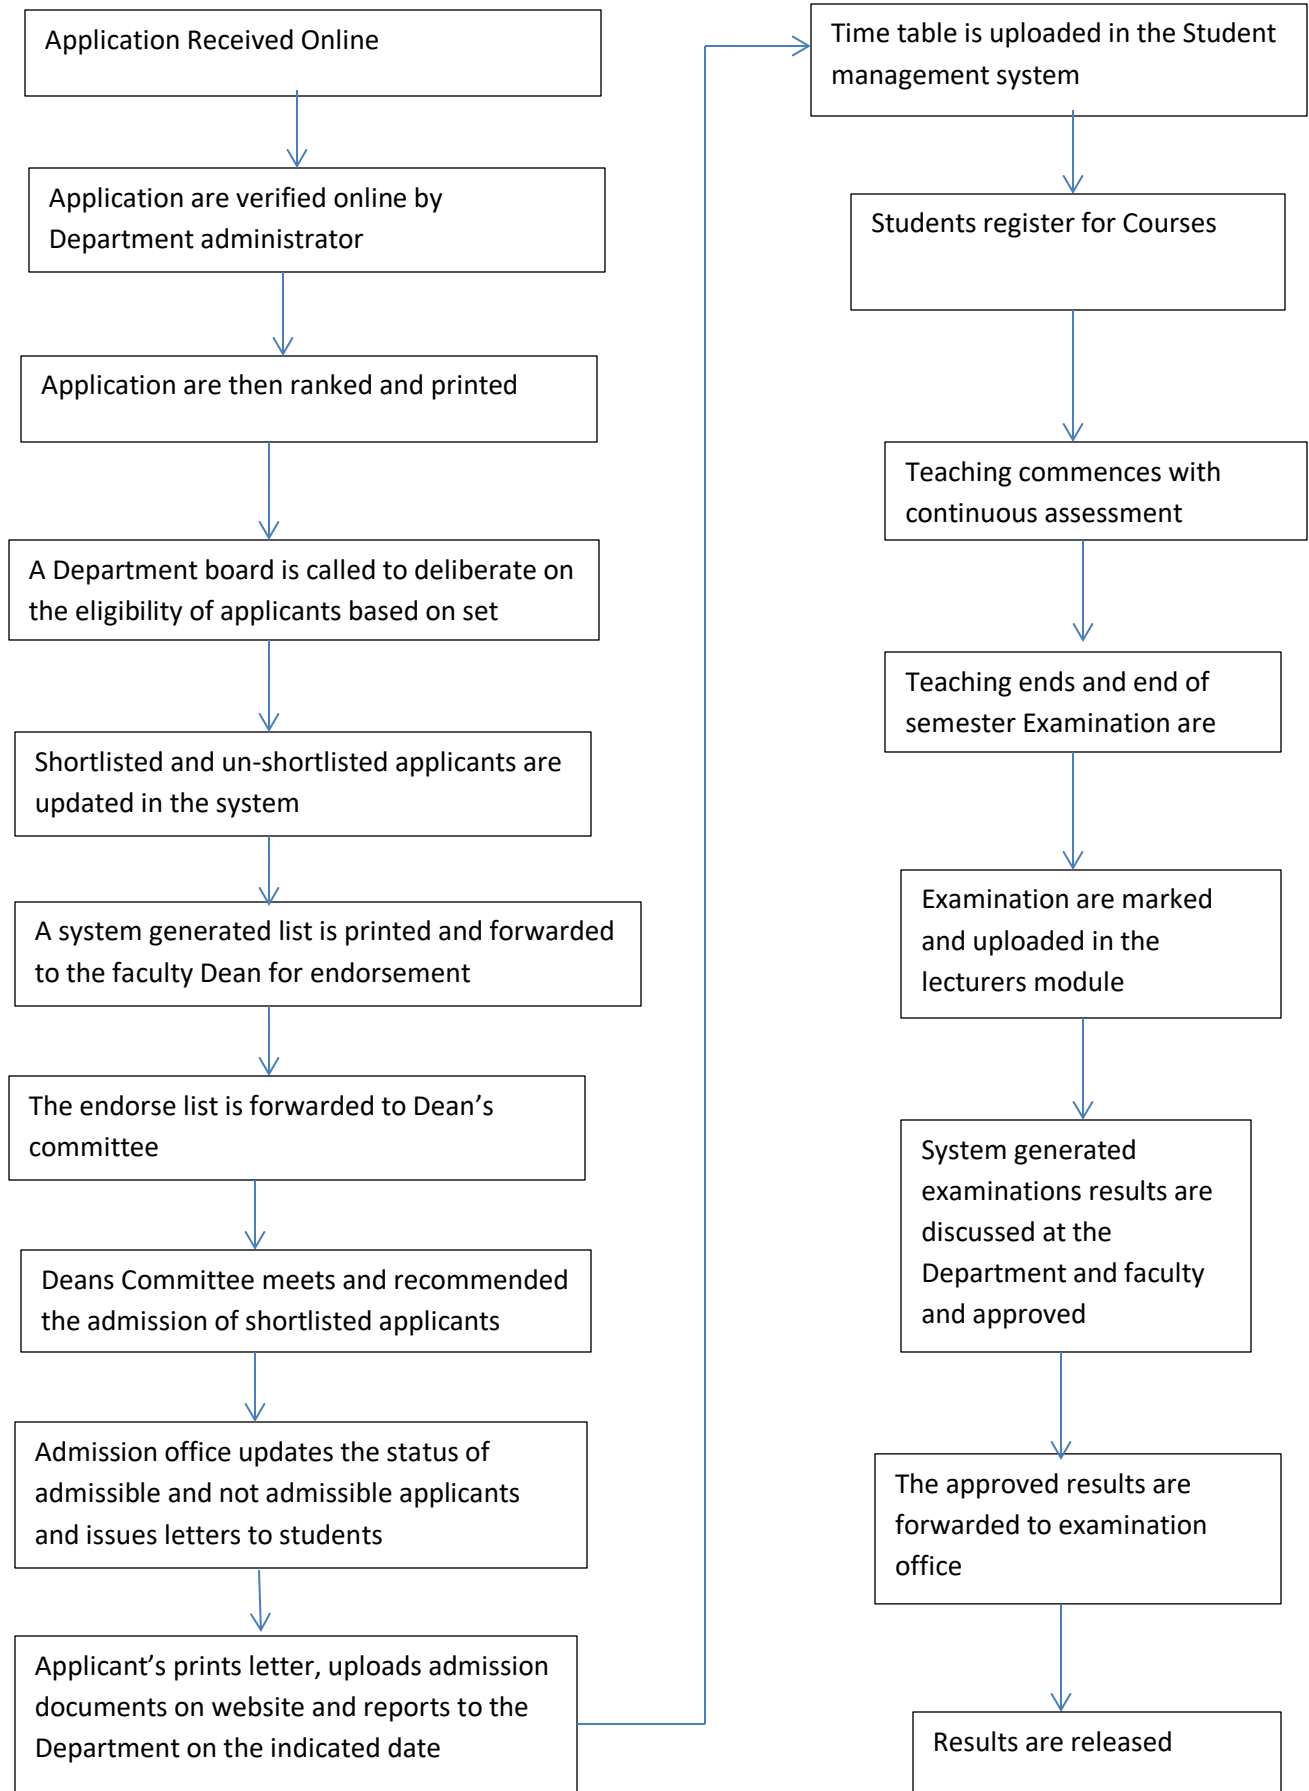 Application Received Online
Application are verified online by
Department administrator
Application are then ranked and printed
A Department board is called to deliberate on
the eligibility of applicants based on set
Shortlisted and un-shortlisted applicants are
updated in the system
A system generated list is printed and forwarded
to the faculty Dean for endorsement
The endorse list is forwarded to Dean’s
committee
Deans Committee meets and recommended
the admission of shortlisted applicants
Admission office updates the status of
admissible and not admissible applicants
and issues letters to students
Applicant’s prints letter, uploads admission
documents on website and reports to the
Department on the indicated date
Time table is uploaded in the Student
management system
Students register for Courses
Teaching commences with
continuous assessment
Teaching ends and end of
semester Examination are
Examination are marked
and uploaded in the
lecturers module
System generated
examinations results are
discussed at the
Department and faculty
and approved
The approved results are
forwarded to examination
office
Results are released